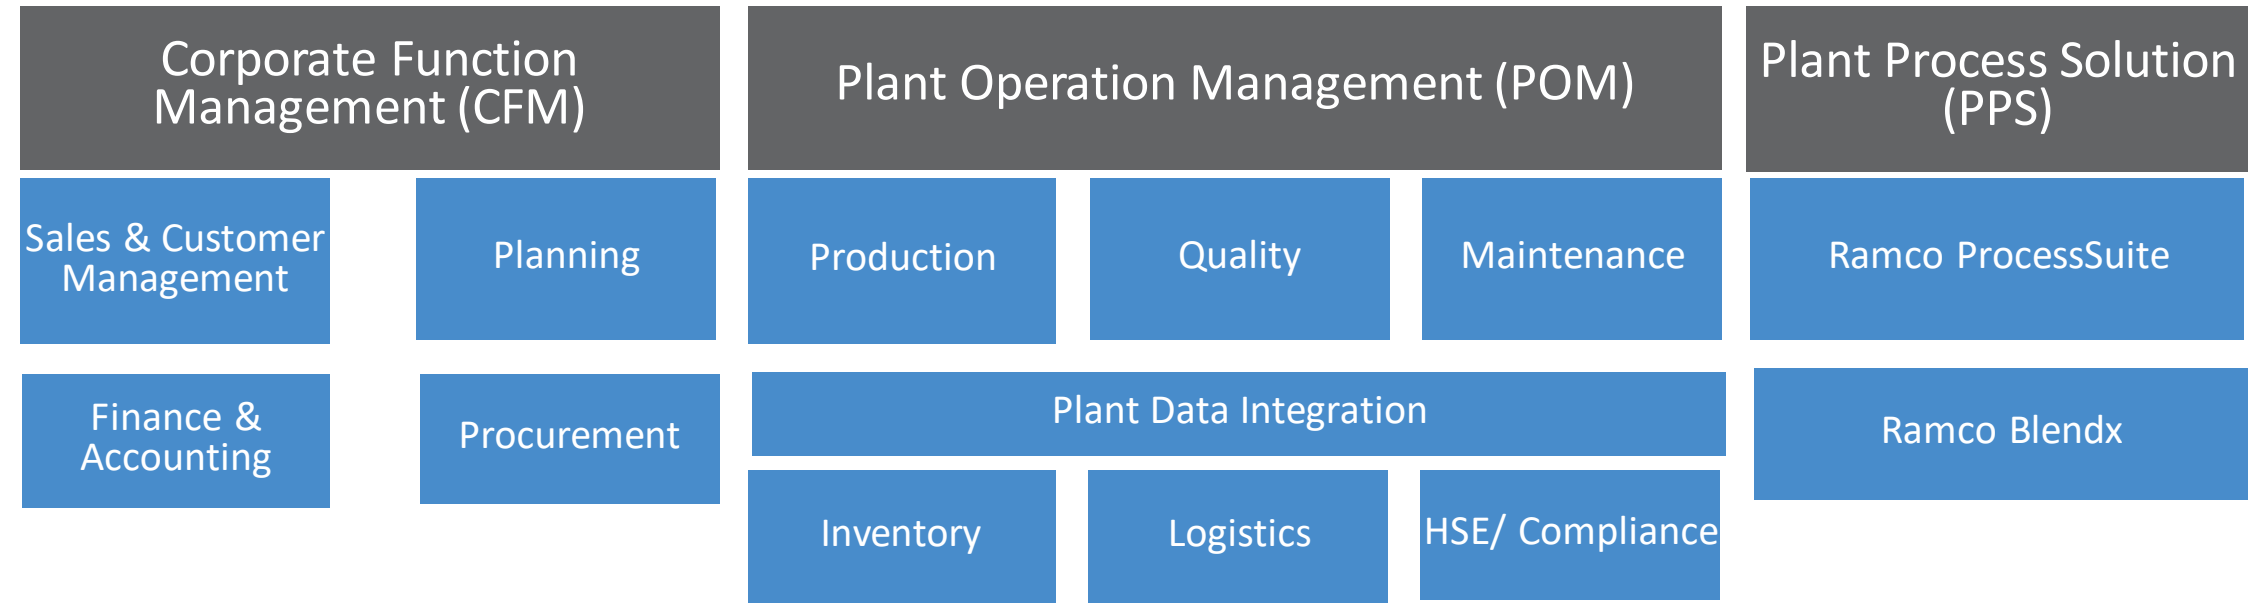 Corporate Function
Management (CFM)
Plant Operation Management (POM)
Plant Process Solution
(PPS)
Sales & Customer
Management
Planning
Production
Quality
Maintenance
Ramco ProcessSuite
Finance &
Accounting
Procurement
Plant Data Integration
Ramco Blendx
Inventory
Logistics
HSE/ Compliance